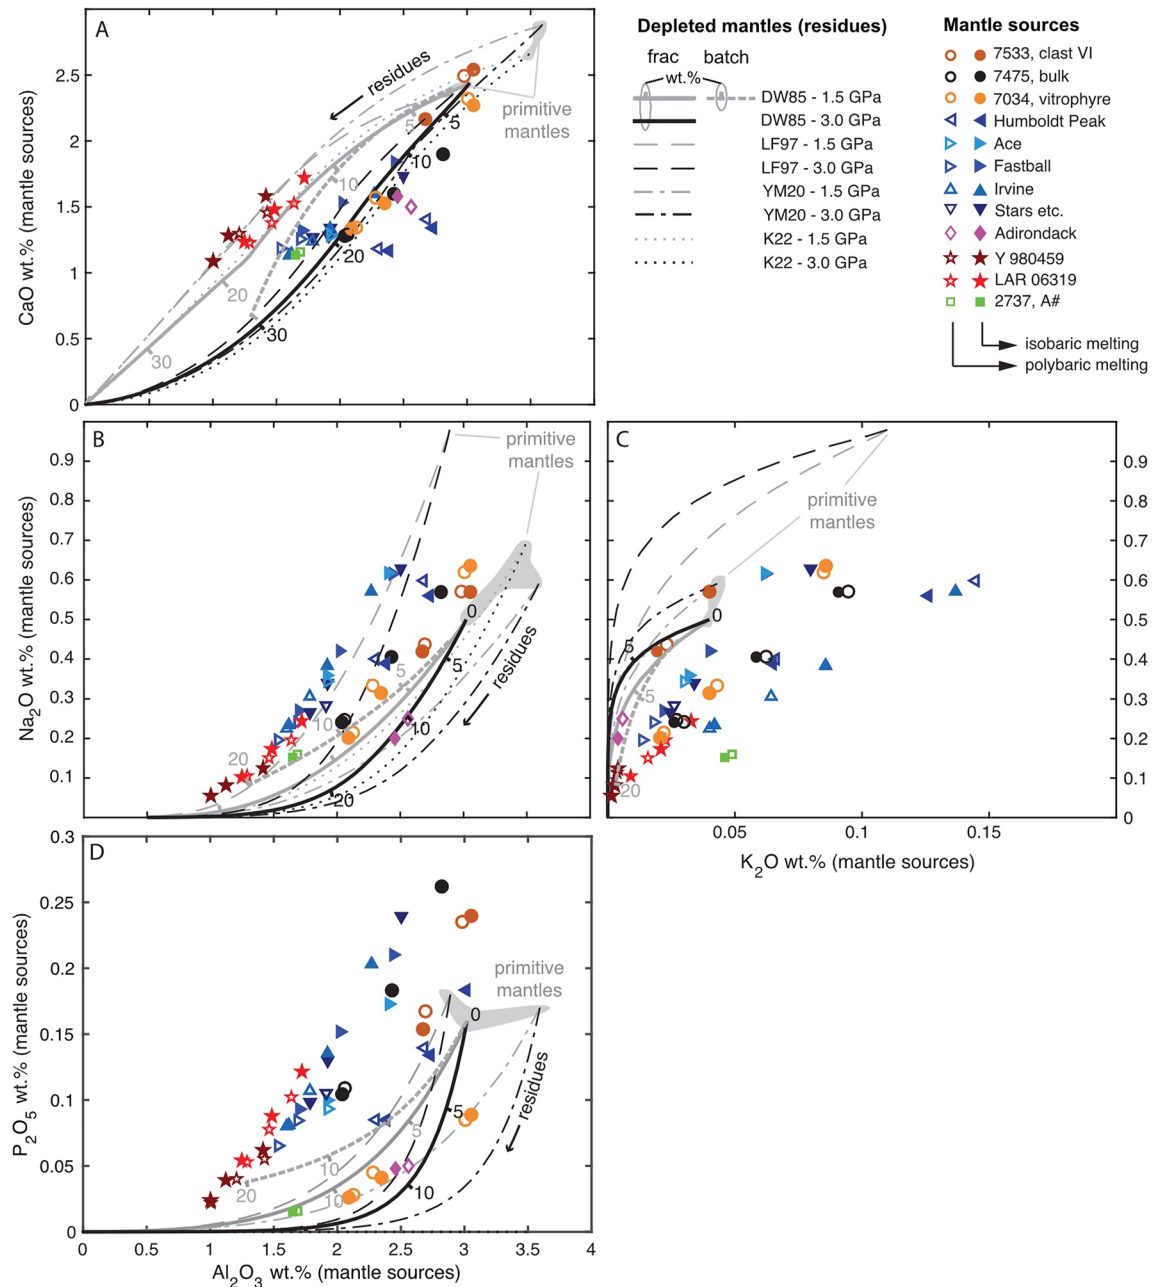 A
CaO wt.% (mantle sources)
2.5
2
1.5
1
0.5
0
residues
primitive
mantles
5
5
10
10
20
20
30
30
Depleted mantles (residues)
frac batch
wt.%
DW85 - 1.5 GPa
DW85 - 3.0 GPa
LF97 - 1.5 GPa
LF97 - 3.0 GPa
YM20 - 1.5 GPa
YM20 - 3.0 GPa
K22 - 1.5 GPa
K22 - 3.0 GPa
Mantle sources
7533, clast VI
7475, bulk
7034, vitrophyre
Humboldt Peak
Ace
Fastball
Irvine
Stars etc.
Adirondack
Y 980459
LAR 06319
2737, A#
isobaric melting
polybaric melting
B
Na2O wt.% (mantle sources)
0.9
0.8
0.7
0.6
0.5
0.4
0.3
0.2
0.1
primitive
mantles
0
5
5
10
10
20
20
residues
C
primitive
mantles
0
5
5
20
0.9
0.8
0.7
0.6
0.5
0.4
0.3
0.2
0.1
0
0.05
0.1
0.15
K2O wt.% (mantle sources)
D
P2O5 wt.% (mantle sources)
0.3
0.25
0.2
0.15
0.1
0.05
0
primitive
mantles
0
5
5
10
10
10
20
residues
0
0.5
1
1.5
2
2.5
3
3.5
4
Al2O3 wt.% (mantle sources)